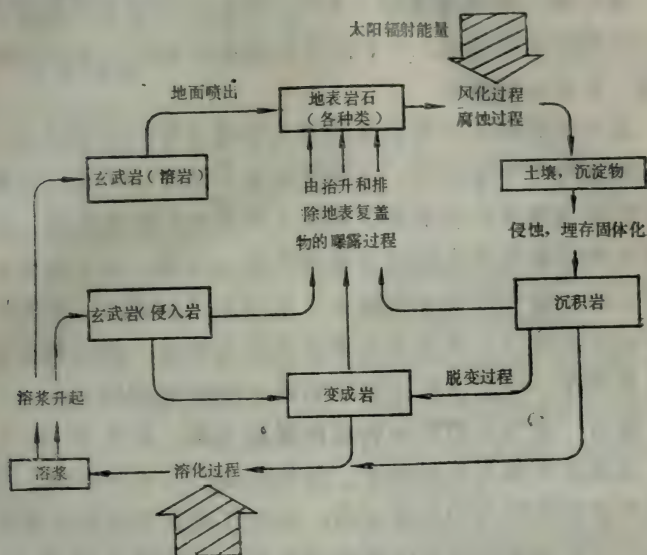 太阳辐射能量
地面喷出
地表岩石
（各种类）
风化过程
腐蚀过程
玄武岩（溶岩）
土壤，沉淀物
由抬升和排
除地表复盖
物的曝露过程
侵蚀，埋存固体化
玄武岩（侵入岩）
沉积岩
溶浆升起
变成岩
脱变过程
溶浆
溶化过程